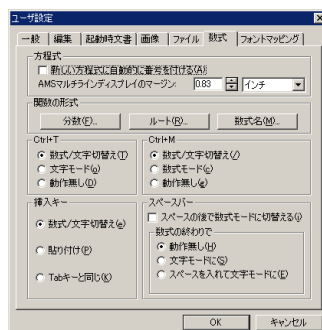 ユーザ設定
一般 編集 起動時文書 画像 ファイル 数式 フォントマッピング
方程式
新しい方程式に自動的に番号を付ける(A)
AMSマルチラインディスプレイのマージン: 0.83 インチ
関数の形式
分数(F)... ルート(R)... 数式名(M)...
Ctrl+T
数式/文字切替え(T)
文字モード(o)
動作無し(O)
Ctrl+M
数式/文字切替え(/)
数式モード(c)
動作無し(g)
挿入キー
数式/文字切替え(e)
貼り付け(P)
Tabキーと同じ(K)
スペースバー
スペースの後で数式モードに切替える(i)
数式の終わりで
動作無し(H)
文字モードに(S)
スペースを入れて文字モードに(E)
OK キャンセル